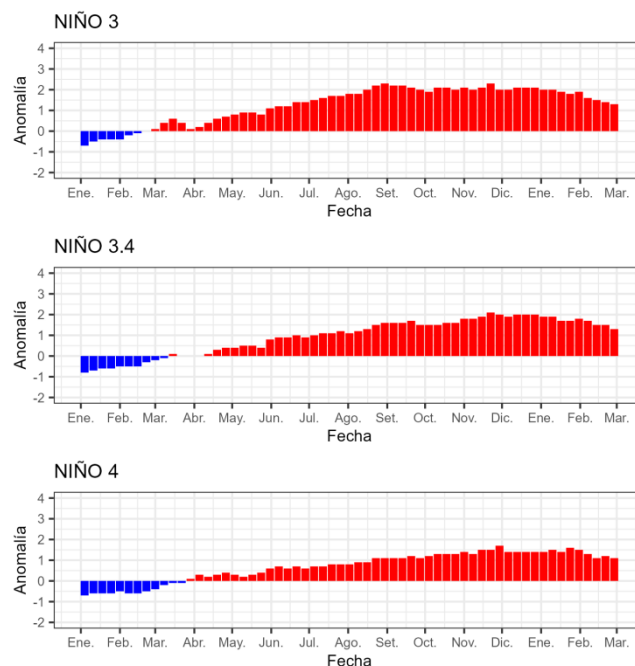 NIÑO 3
4
3
2
1
0
-1
-2
Anomalía
Ene. Feb. Mar. Abr. May. Jun. Jul. Ago. Set. Oct. Nov. Dic. Ene. Feb. Mar.
Fecha
NIÑO 3.4
4
3
2
1
0
-1
-2
Anomalía
Ene. Feb. Mar. Abr. May. Jun. Jul. Ago. Set. Oct. Nov. Dic. Ene. Feb. Mar.
Fecha
NIÑO 4
4
3
2
1
0
-1
-2
Anomalía
Ene. Feb. Mar. Abr. May. Jun. Jul. Ago. Set. Oct. Nov. Dic. Ene. Feb. Mar.
Fecha